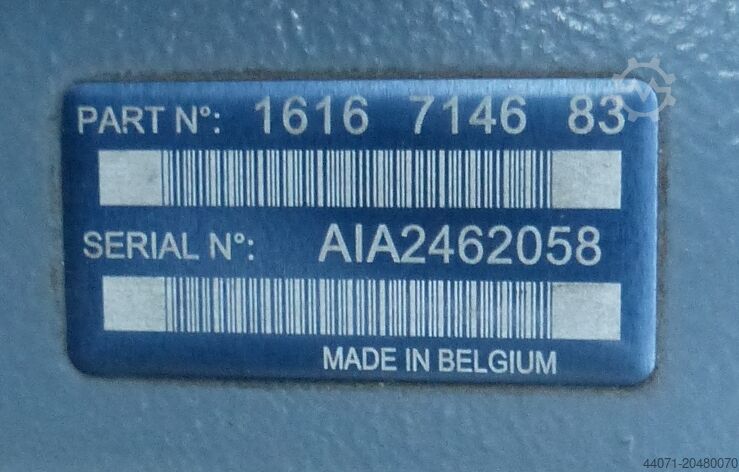 PART N°: 1616 7146 83
SERIAL N°: AIA2462058
MADE IN BELGIUM
44071-20480070